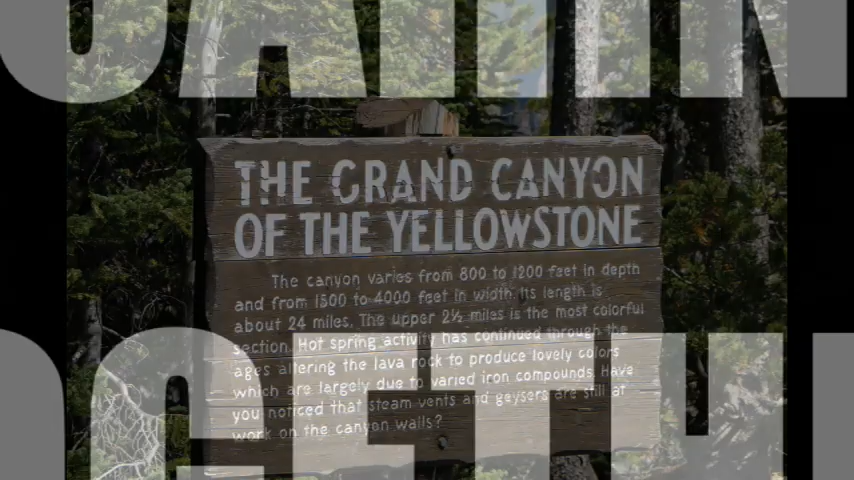 THE GRAND CANYON
OF THE YELLOWSTONE
The canyon varies from 800 to 1200 feet in depth
and from 1500 to 4000 feet in width. Its length is
about 24 miles. The upper 2½ miles is the most colorful
section. Hot spring activity has continued through the
ages altering the lava rock to produce lovely colors
which are largely due to varied iron compounds. Have
you noticed that steam vents and geysers are still at
work on the canyon walls?